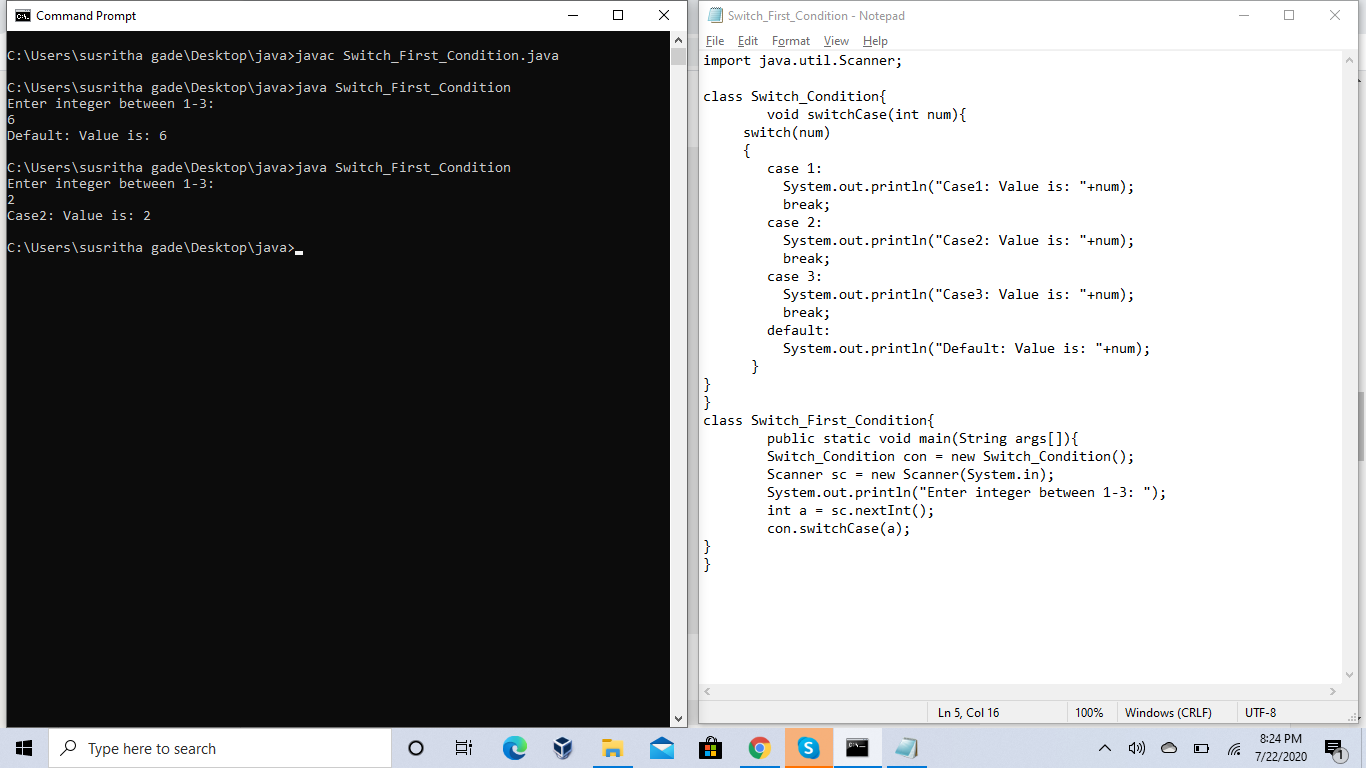 Command Prompt
C:\Users\susritha gade\Desktop\java>javac Switch_First_Condition.java
C:\Users\susritha gade\Desktop\java>java Switch_First_Condition
Enter integer between 1-3:
6
Default: Value is: 6
C:\Users\susritha gade\Desktop\java>java Switch_First_Condition
Enter integer between 1-3:
2
Case2: Value is: 2
C:\Users\susritha gade\Desktop\java>
Switch_First_Condition - Notepad
File Edit Format View Help
import java.util.Scanner;
class Switch_Condition{
void switchCase(int num){
switch(num)
{
case 1:
System.out.println("Case1: Value is: "+num);
break;
case 2:
System.out.println("Case2: Value is: "+num);
break;
case 3:
System.out.println("Case3: Value is: "+num);
break;
default:
System.out.println("Default: Value is: "+num);
}
}
}
class Switch_First_Condition{
public static void main(String args[]){
Switch_Condition con = new Switch_Condition();
Scanner sc = new Scanner(System.in);
System.out.println("Enter integer between 1-3: ");
int a = sc.nextInt();
con.switchCase(a);
}
}
Ln 5, Col 16 100% Windows (CRLF) UTF-8
Type here to search
8:24 PM
7/22/2020
1